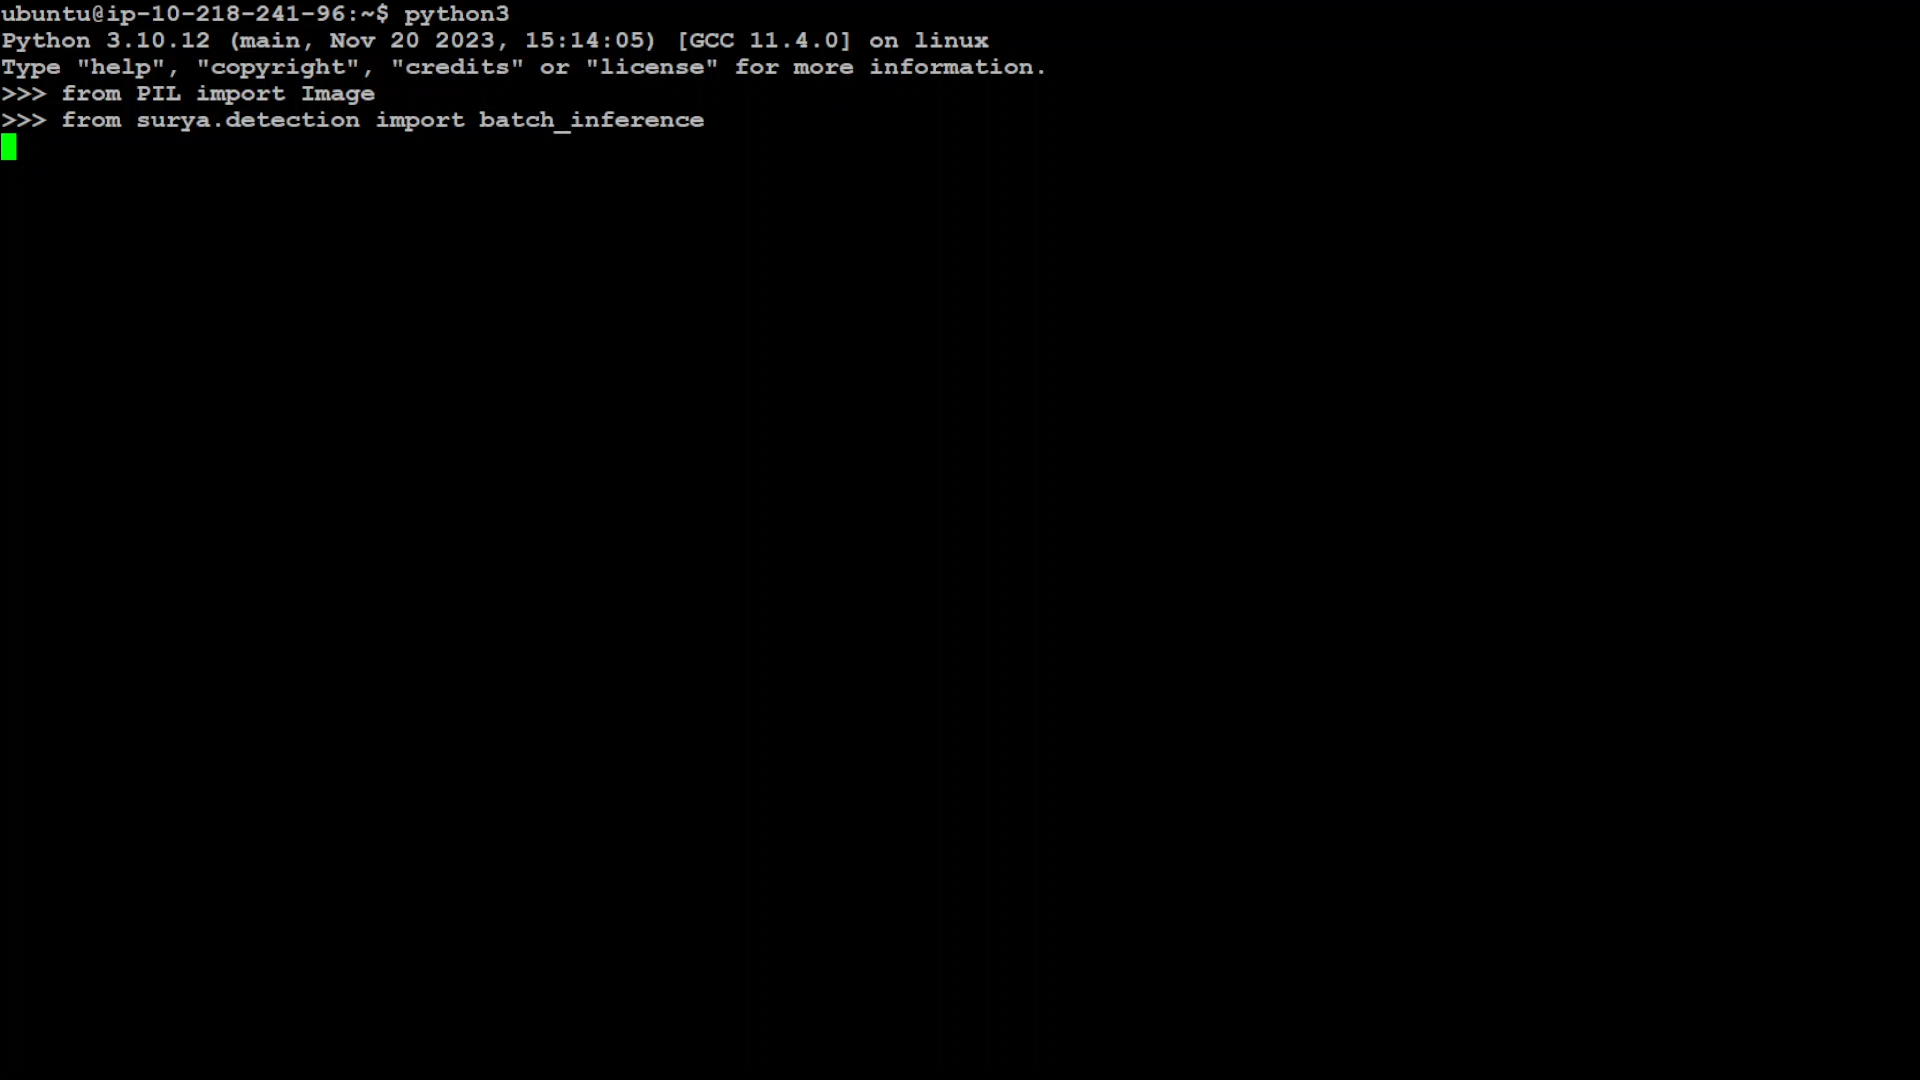 ubuntu@ip-10-218-241-96:~$ python3
Python 3.10.12 (main, Nov 20 2023, 15:14:05) [GCC 11.4.0] on linux
Type "help", "copyright", "credits" or "license" for more information.
>>> from PIL import Image
>>> from surya.detection import batch_inference